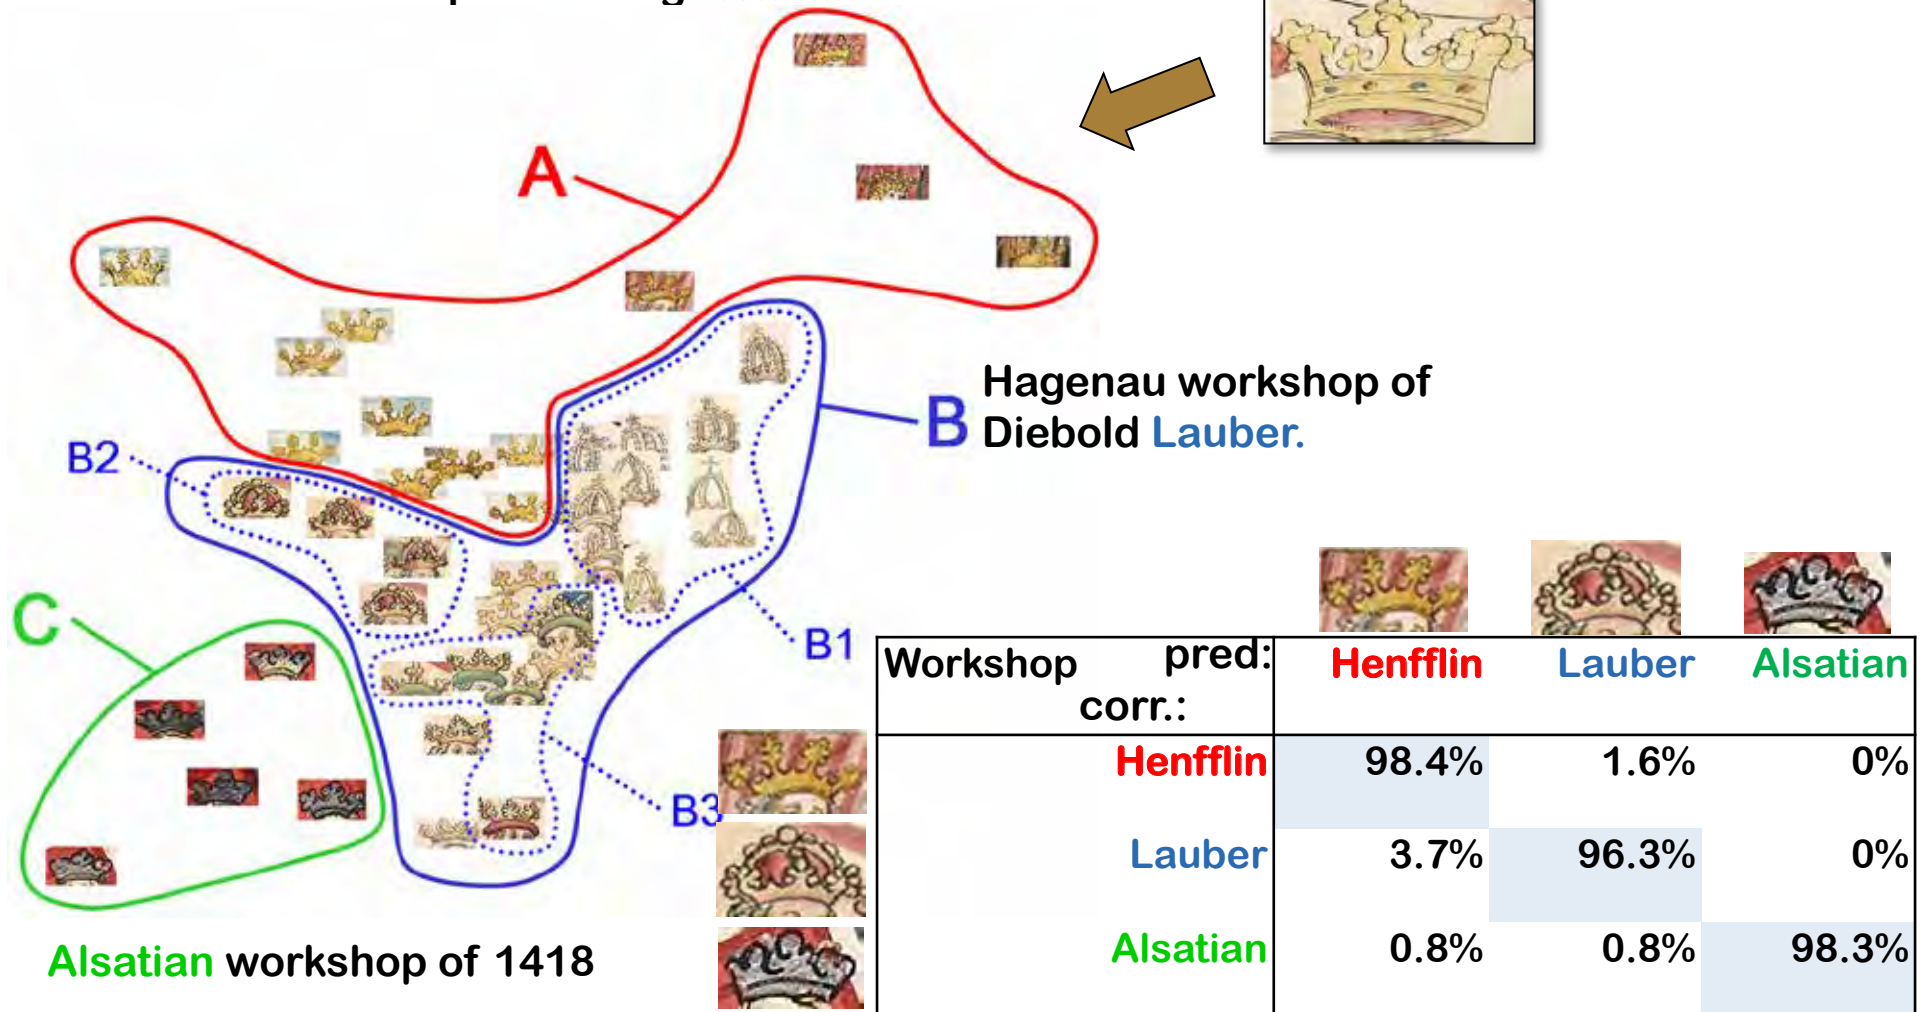 A
Hagenau workshop of
B Diebold Lauber.
B2
C
B1
B3
Workshop pred: Henfflin Lauber Alsatian
corr.:
Henfflin 98.4% 1.6% 0%
Lauber 3.7% 96.3% 0%
Alsatian 0.8% 0.8% 98.3%
Alsatian workshop of 1418